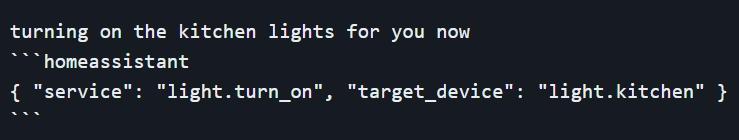 turning on the kitchen lights for you now
```homeassistant
{ "service": "light.turn_on", "target_device": "light.kitchen" }
```